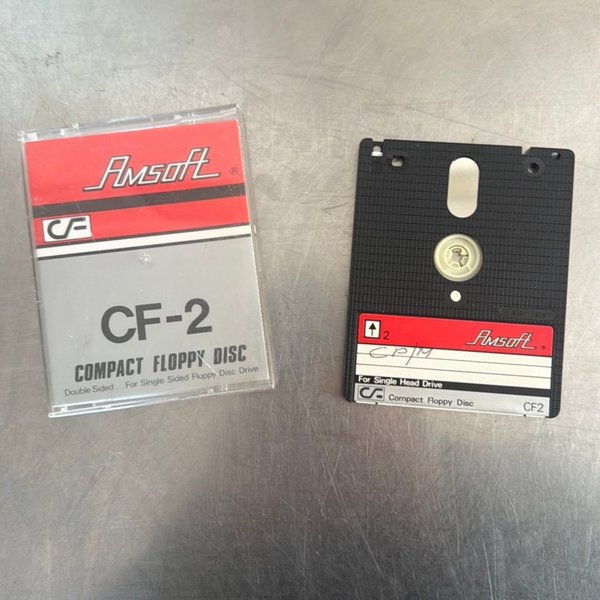 Amsoft®
CF
CF-2
COMPACT FLOPPY DISC
Double Sided...For Single Sided Floppy Disc Drive
2
Amsoft®
CP/M
For Single Head Drive
CF Compact Floppy Disc CF2